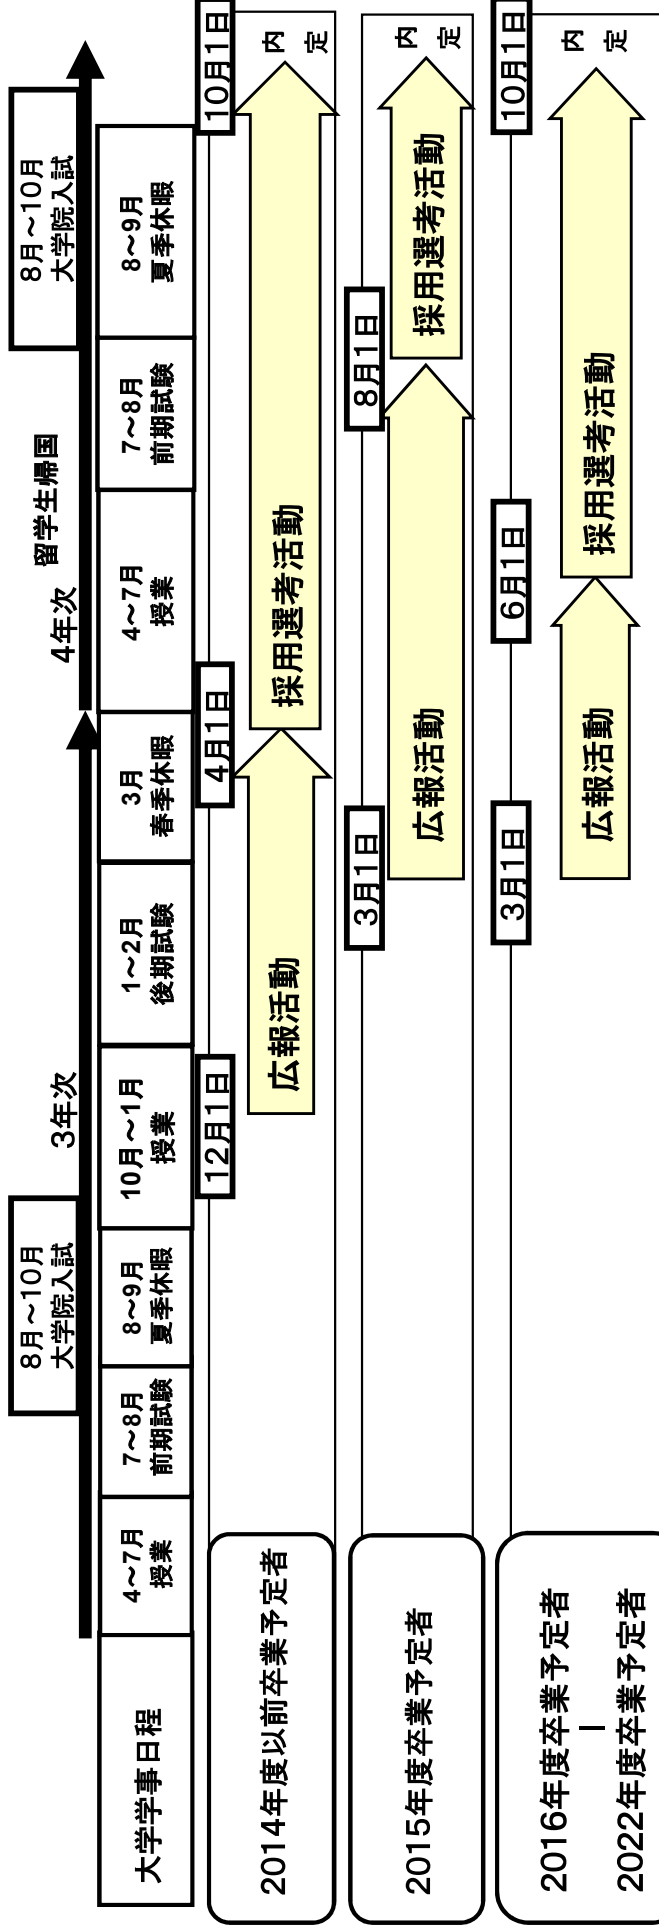 8月～10月
大学院入試
8月～10月
大学院入試
留学生帰国
3年次
4年次
大学学事日程
4～7月
授業
7～8月
前期試験
8～9月
夏季休暇
10月～1月
授業
1～2月
後期試験
3月
春季休暇
4～7月
授業
7～8月
前期試験
8～9月
夏季休暇
2014年度以前卒業予定者
12月1日
4月1日
10月1日
広報活動
採用選考活動
内
定
2015年度卒業予定者
3月1日
8月1日
広報活動
採用選考活動
内
定
2016年度卒業予定者
ー
2022年度卒業予定者
3月1日
6月1日
10月1日
広報活動
採用選考活動
内
定